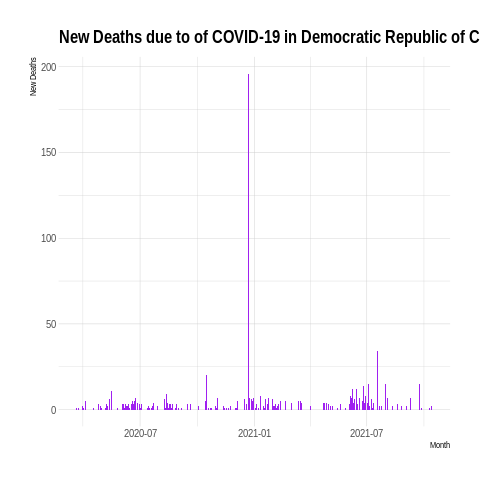 New Deaths due to of COVID-19 in Democratic Republic of C
New Deaths
200
150
100
50
0
2020-07
2021-01
2021-07
Month